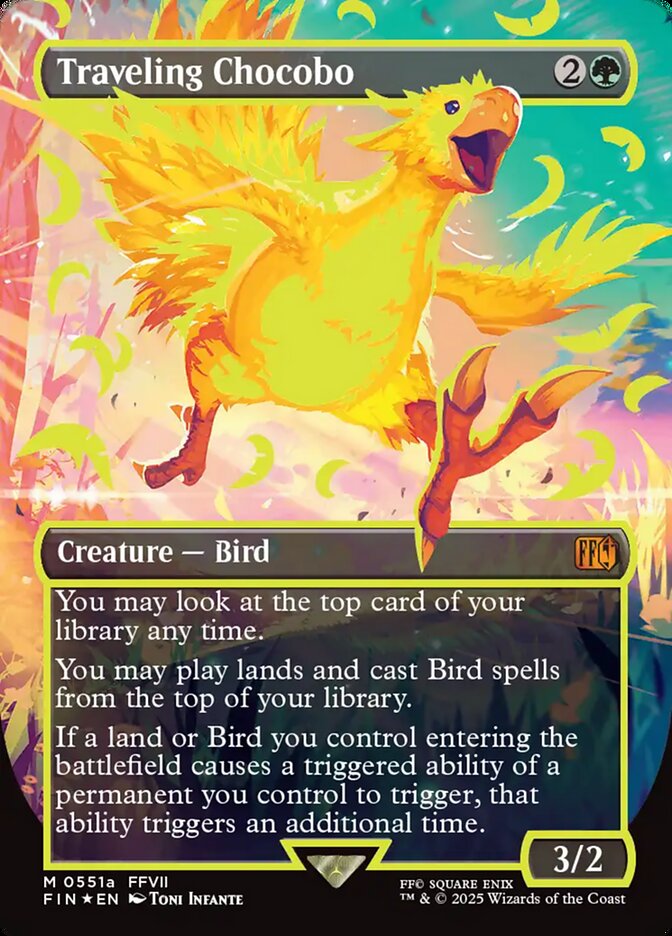 Traveling Chocobo 2
Creature — Bird FF
You may look at the top card of your
library any time.
You may play lands and cast Bird spells
from the top of your library.
If a land or Bird you control entering the
battlefield causes a triggered ability of a
permanent you control to trigger, that
ability triggers an additional time.
3/2
M 0551a FFVII
FIN★EN Toni Infante
FF© SQUARE ENIX
™ & © 2025 Wizards of the Coast